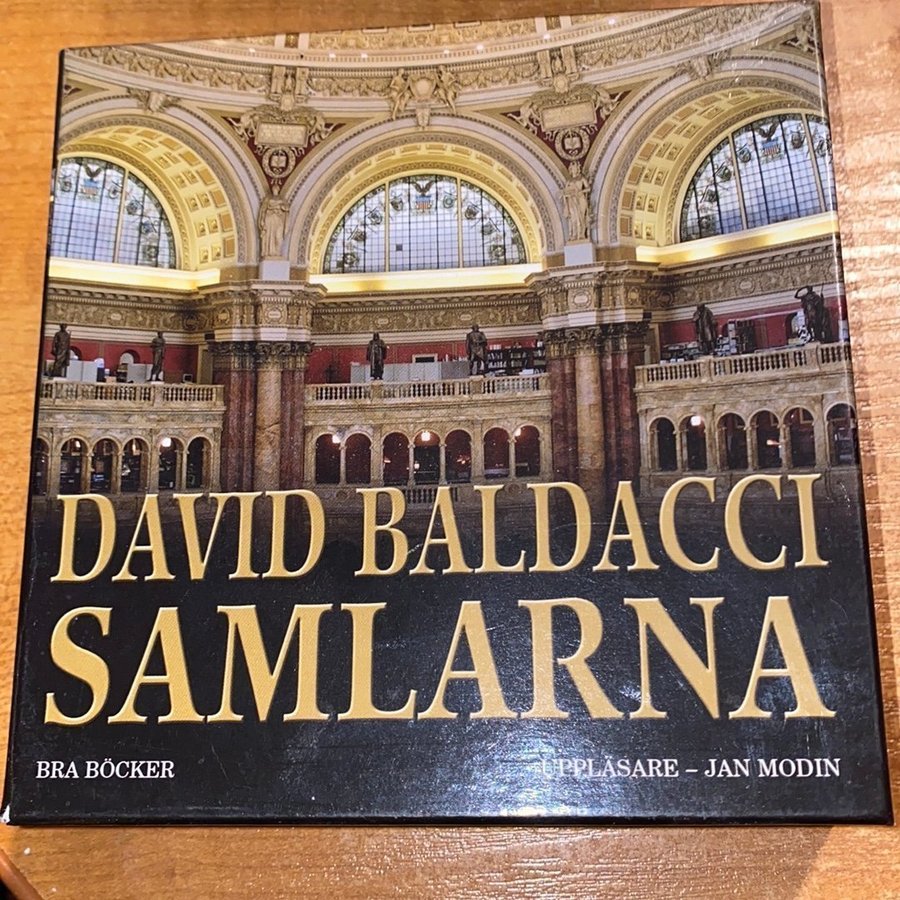 DAVID BALDACCI
SAMLARNA
BRA BÖCKER
UPPLÄSARE – JAN MODIN